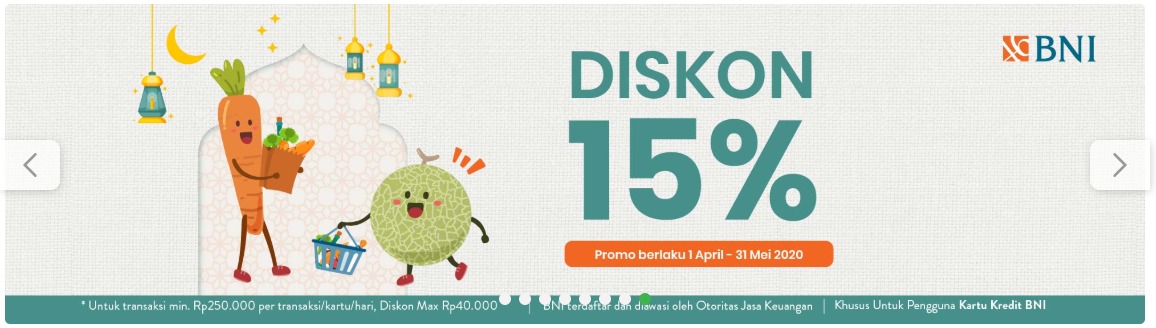 DISKON
BNI
15%
Promo berlaku 1 April - 31 Mei 2020
* Untuk transaksi min. Rp250.000 per transaksi/kartu/hari, Diskon Max Rp40.000 | BNI terdaftar dan diawasi oleh Otoritas Jasa Keuangan | Khusus Untuk Pengguna Kartu Kredit BNI